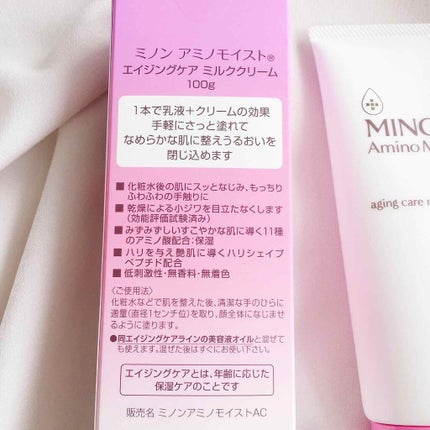 ミノン アミノモイスト®
エイジングケア ミルククリーム
100g
1本で乳液+クリームの効果
手軽にさっと塗れて
なめらかな肌に整えうるおいを
閉じ込めます
■化粧水後の肌にスッとなじみ、もっちり
ふわふわの手触りに
■乾燥による小ジワを目立たなくします
(効能評価試験済み)
■みずみずしいすこやかな肌に導く11種
のアミノ酸配合:保湿
■ハリを与え艶肌に導くハリシェイプ
ペプチド配合
■低刺激性・無香料・無着色
〈ご使用法〉
化粧水などで肌を整えた後、清潔な手のひらに
適量(直径1センチ位)を取り、顔全体になじませ
るように塗ります。
●同エイジングケアラインの美容液オイルと混ぜて
も使えます。混ぜた後はすぐにお使い下さい。
エイジングケアとは、年齢に応じた
保湿ケアのことです
販売名 ミノンアミノモイストAC
MINO
Amino M
aging care